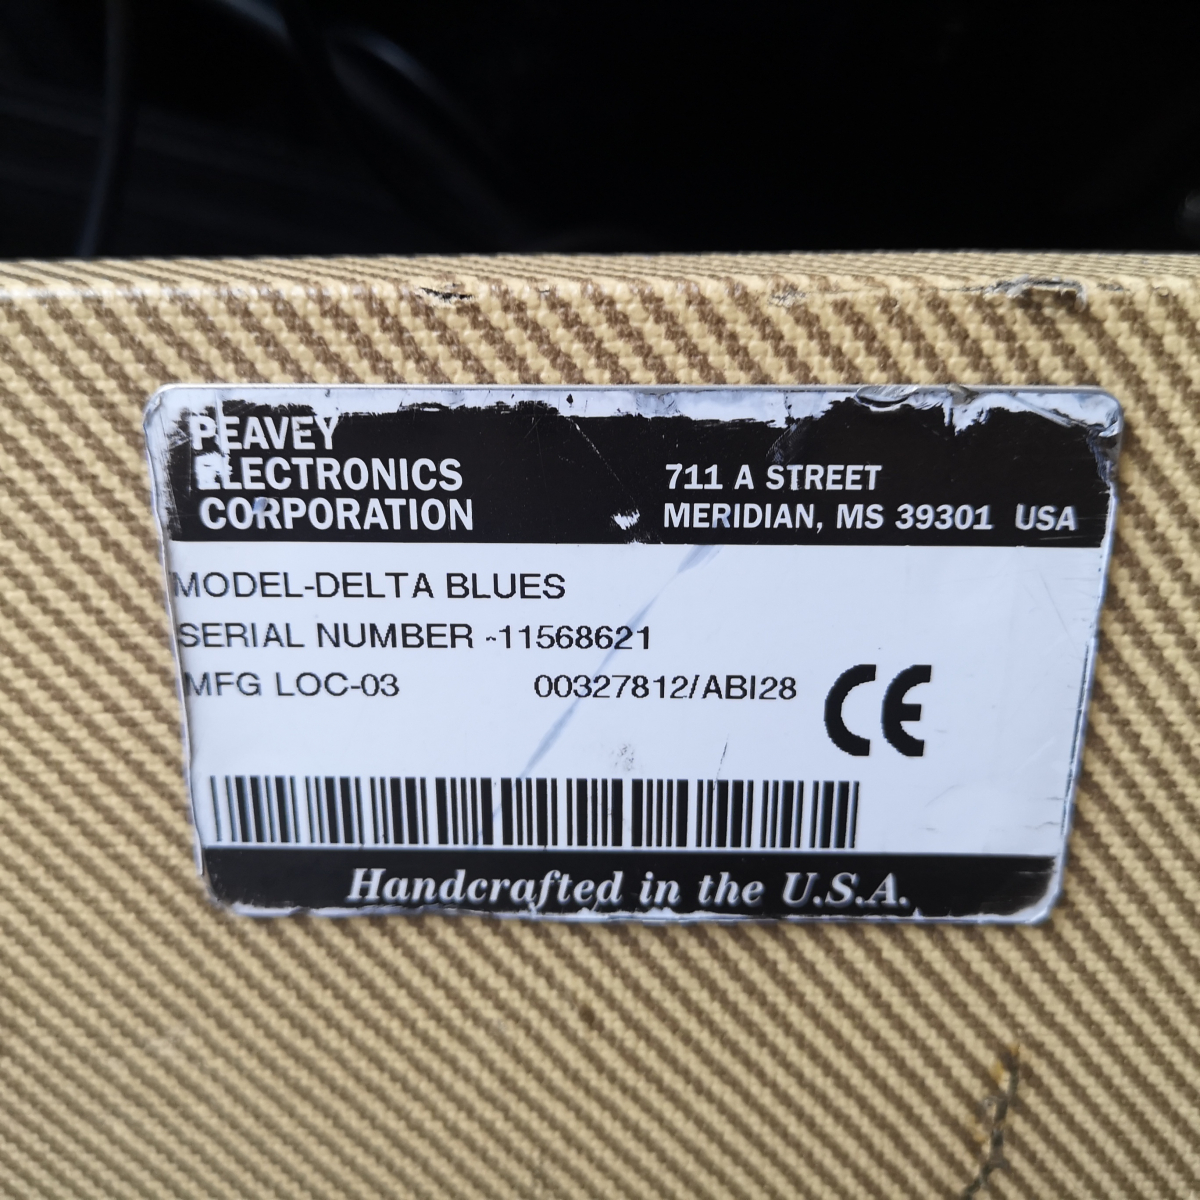 PEAVEY
ELECTRONICS
CORPORATION
711 A STREET
MERIDIAN, MS 39301 USA
MODEL-DELTA BLUES
SERIAL NUMBER -11568621
MFG LOC-03 00327812/ABI28
CE
Handcrafted in the U.S.A.